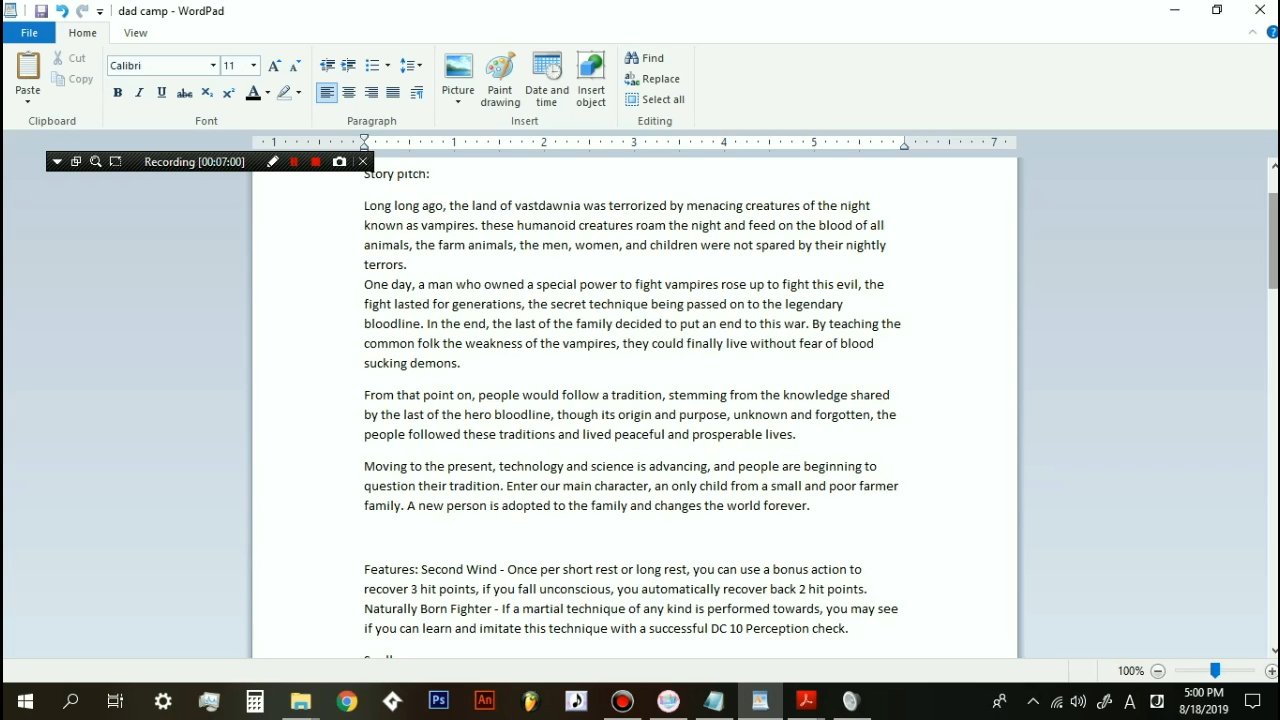 dad camp - WordPad
File Home View
Cut
Copy
Paste
Clipboard
Calibri 11
B I U abc X₂ X² A
Font
Paragraph
Picture
Paint drawing
Date and time
Insert object
Insert
Find
Replace
Select all
Editing
1 1 2 3 4 5 7
Recording [00:07:00]
Story pitch:
Long long ago, the land of vastdawnia was terrorized by menacing creatures of the night
known as vampires. these humanoid creatures roam the night and feed on the blood of all
animals, the farm animals, the men, women, and children were not spared by their nightly
terrors.
One day, a man who owned a special power to fight vampires rose up to fight this evil, the
fight lasted for generations, the secret technique being passed on to the legendary
bloodline. In the end, the last of the family decided to put an end to this war. By teaching the
common folk the weakness of the vampires, they could finally live without fear of blood
sucking demons.
From that point on, people would follow a tradition, stemming from the knowledge shared
by the last of the hero bloodline, though its origin and purpose, unknown and forgotten, the
people followed these traditions and lived peaceful and prosperable lives.
Moving to the present, technology and science is advancing, and people are beginning to
question their tradition. Enter our main character, an only child from a small and poor farmer
family. A new person is adopted to the family and changes the world forever.
Features: Second Wind - Once per short rest or long rest, you can use a bonus action to
recover 3 hit points, if you fall unconscious, you automatically recover back 2 hit points.
Naturally Born Fighter - If a martial technique of any kind is performed towards, you may see
if you can learn and imitate this technique with a successful DC 10 Perception check.
100%
Ps An A
5:00 PM
8/18/2019